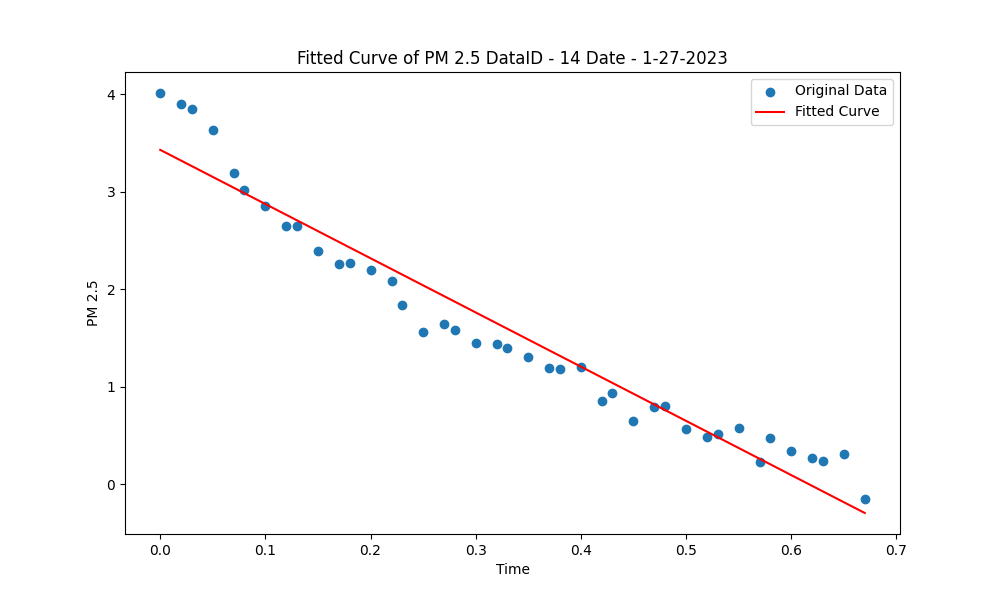 Fitted Curve of PM 2.5 DataID - 14 Date - 1-27-2023
Original Data
Fitted Curve
4
3
2
1
0
PM 2.5
0.0 0.1 0.2 0.3 0.4 0.5 0.6 0.7
Time